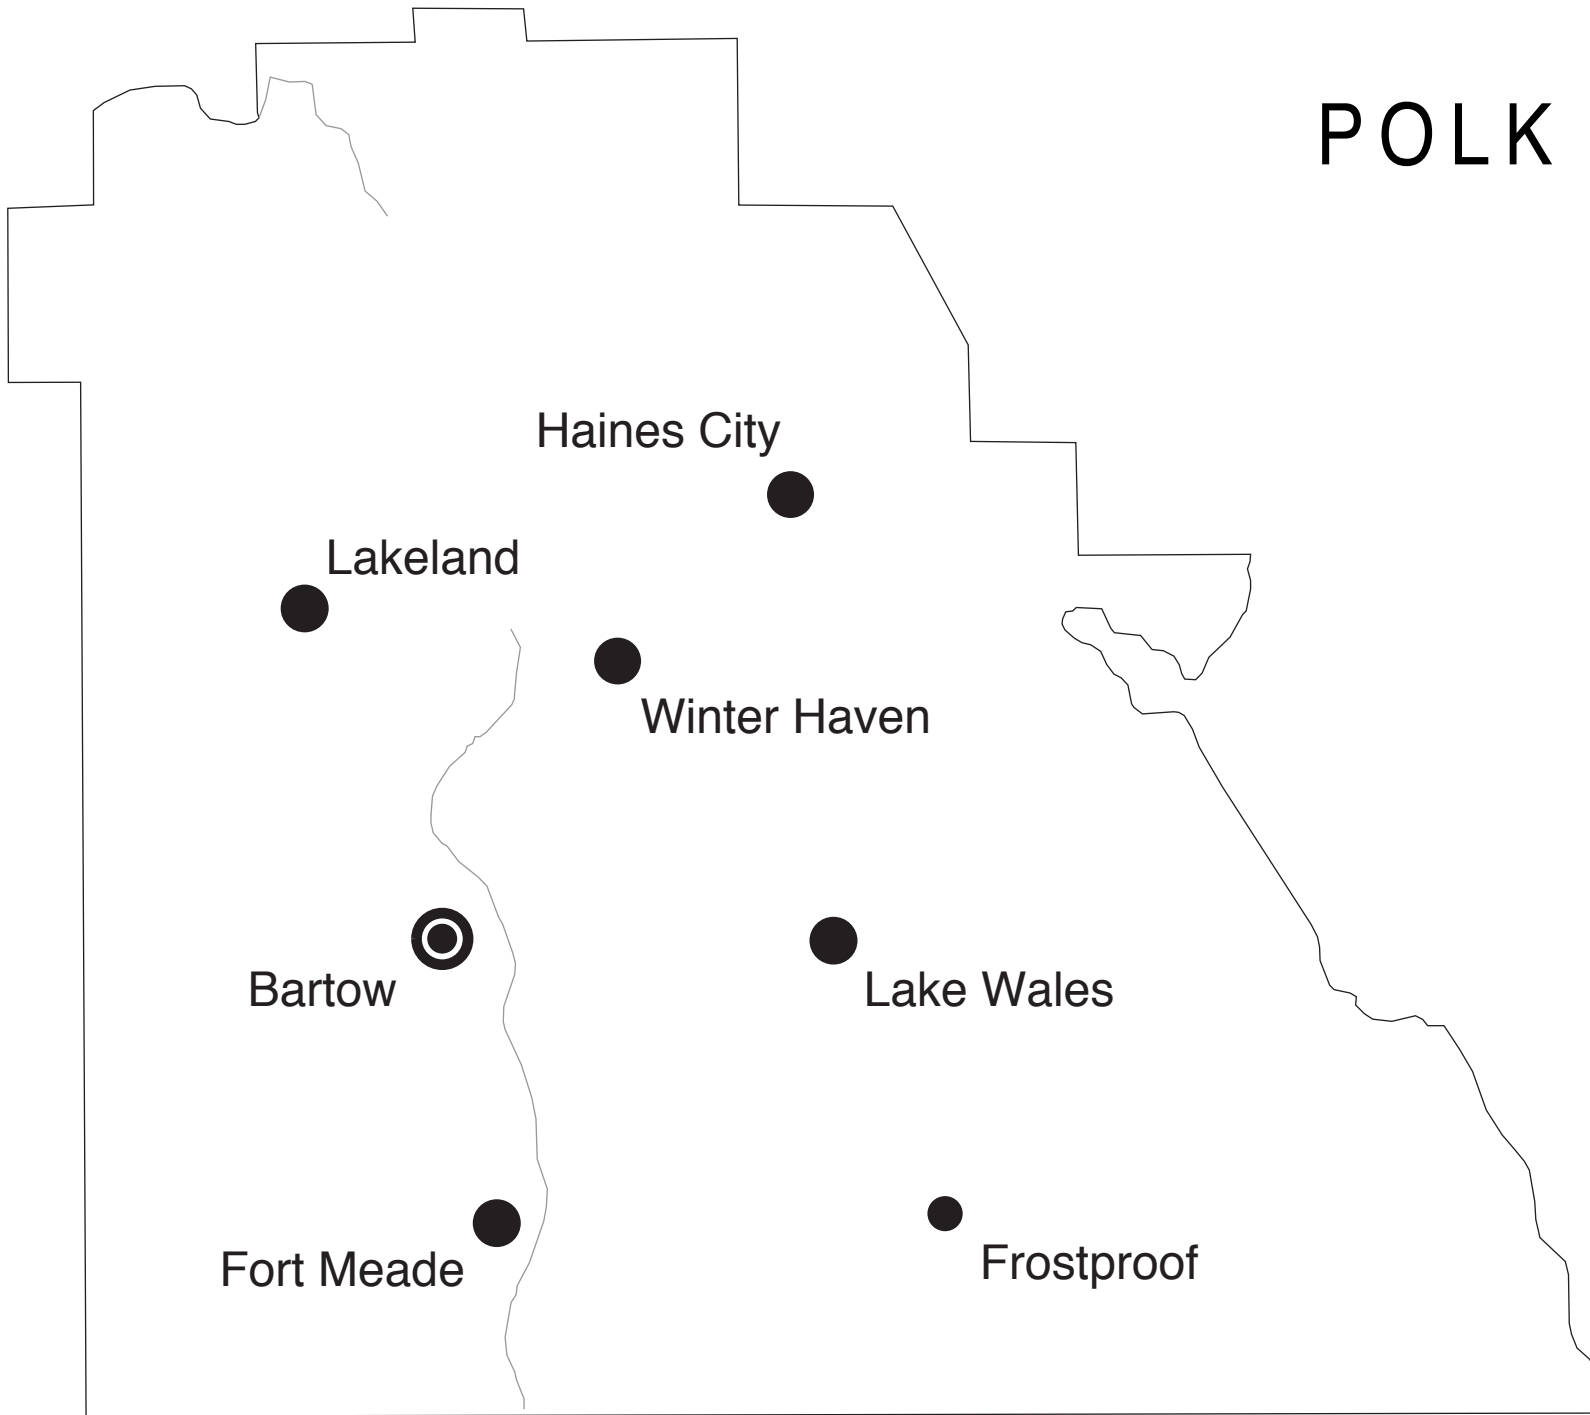 POLK
Haines City
Lakeland
Winter Haven
Bartow
Lake Wales
Fort Meade
Frostproof